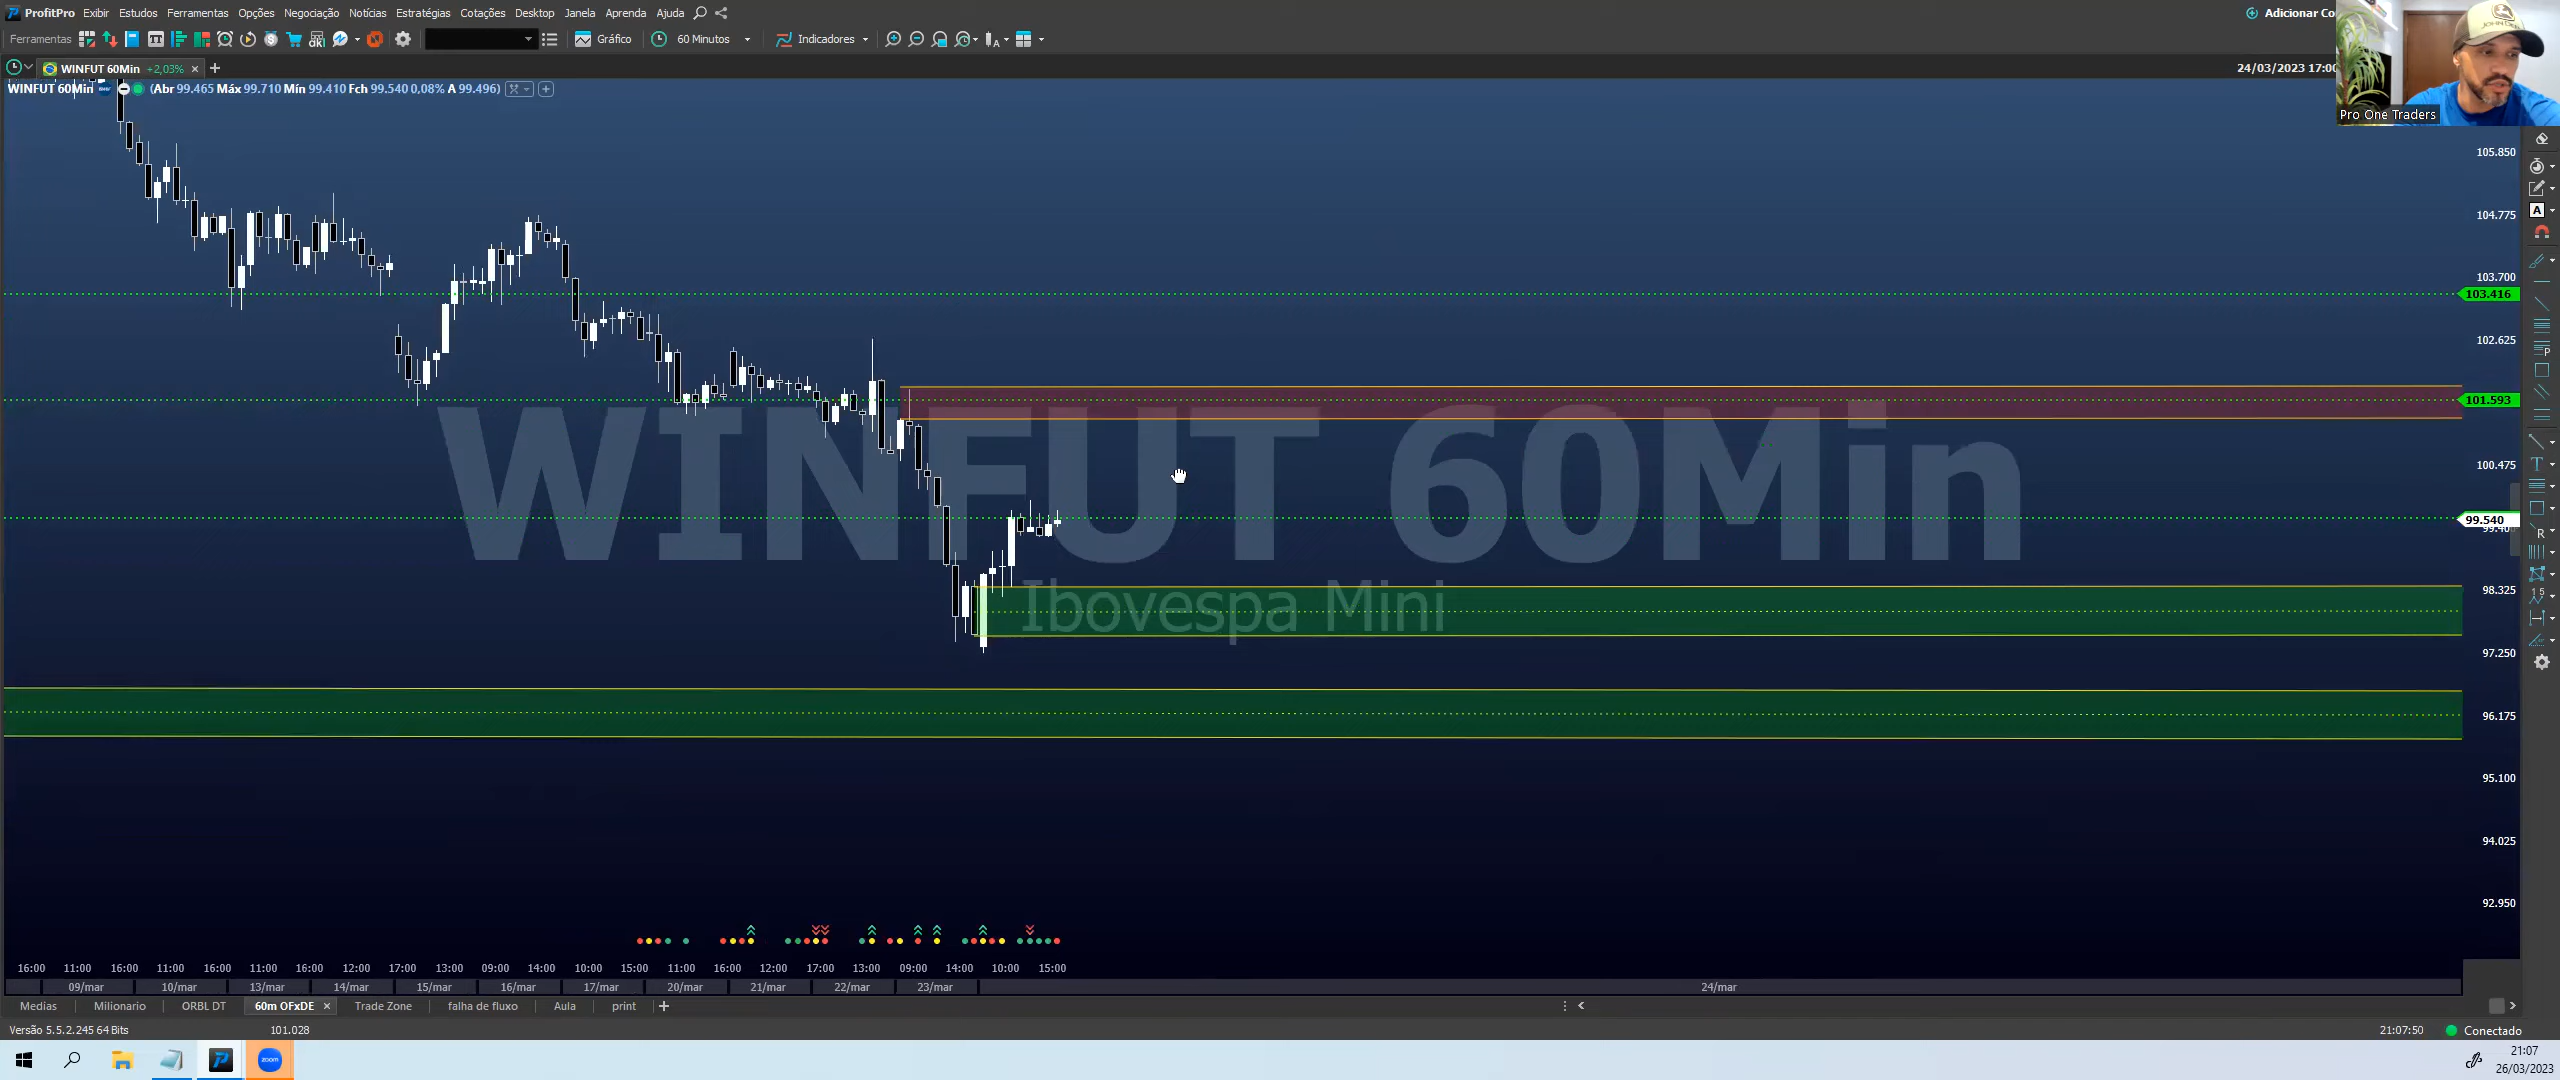 ProfitPro Exibir Estudos Ferramentas Opções Negociação Notícias Estratégias Cotações Desktop Janela Aprenda Ajuda Adicionar Co
Ferramentas Gráfico 60 Minutos Indicadores
WINFUT 60Min +2,03% 24/03/2023 17:00
WINFUT 60Min (Abr 99.465 Máx 99.710 Mín 99.410 Fch 99.540 0,08% A 99.496)
JOHN DEERE
Pro One Traders
105.850
104.775
103.700
103.416
102.625
101.593
100.475
99.540
98.325
97.250
96.175
95.100
94.025
92.950
WINFUT 60Min
Ibovespa Mini
16:00 11:00 16:00 11:00 16:00 11:00 16:00 12:00 17:00 13:00 09:00 14:00 10:00 15:00 11:00 16:00 12:00 17:00 13:00 09:00 14:00 10:00 15:00
09/mar 10/mar 13/mar 14/mar 15/mar 16/mar 17/mar 20/mar 21/mar 22/mar 23/mar 24/mar
Medias Milionario ORBL DT 60m OFxDE Trade Zone falha de fluxo Aula print
Versão 5.5.2.245 64 Bits 101.028 21:07:50 Conectado
zoom
21:07
26/03/2023